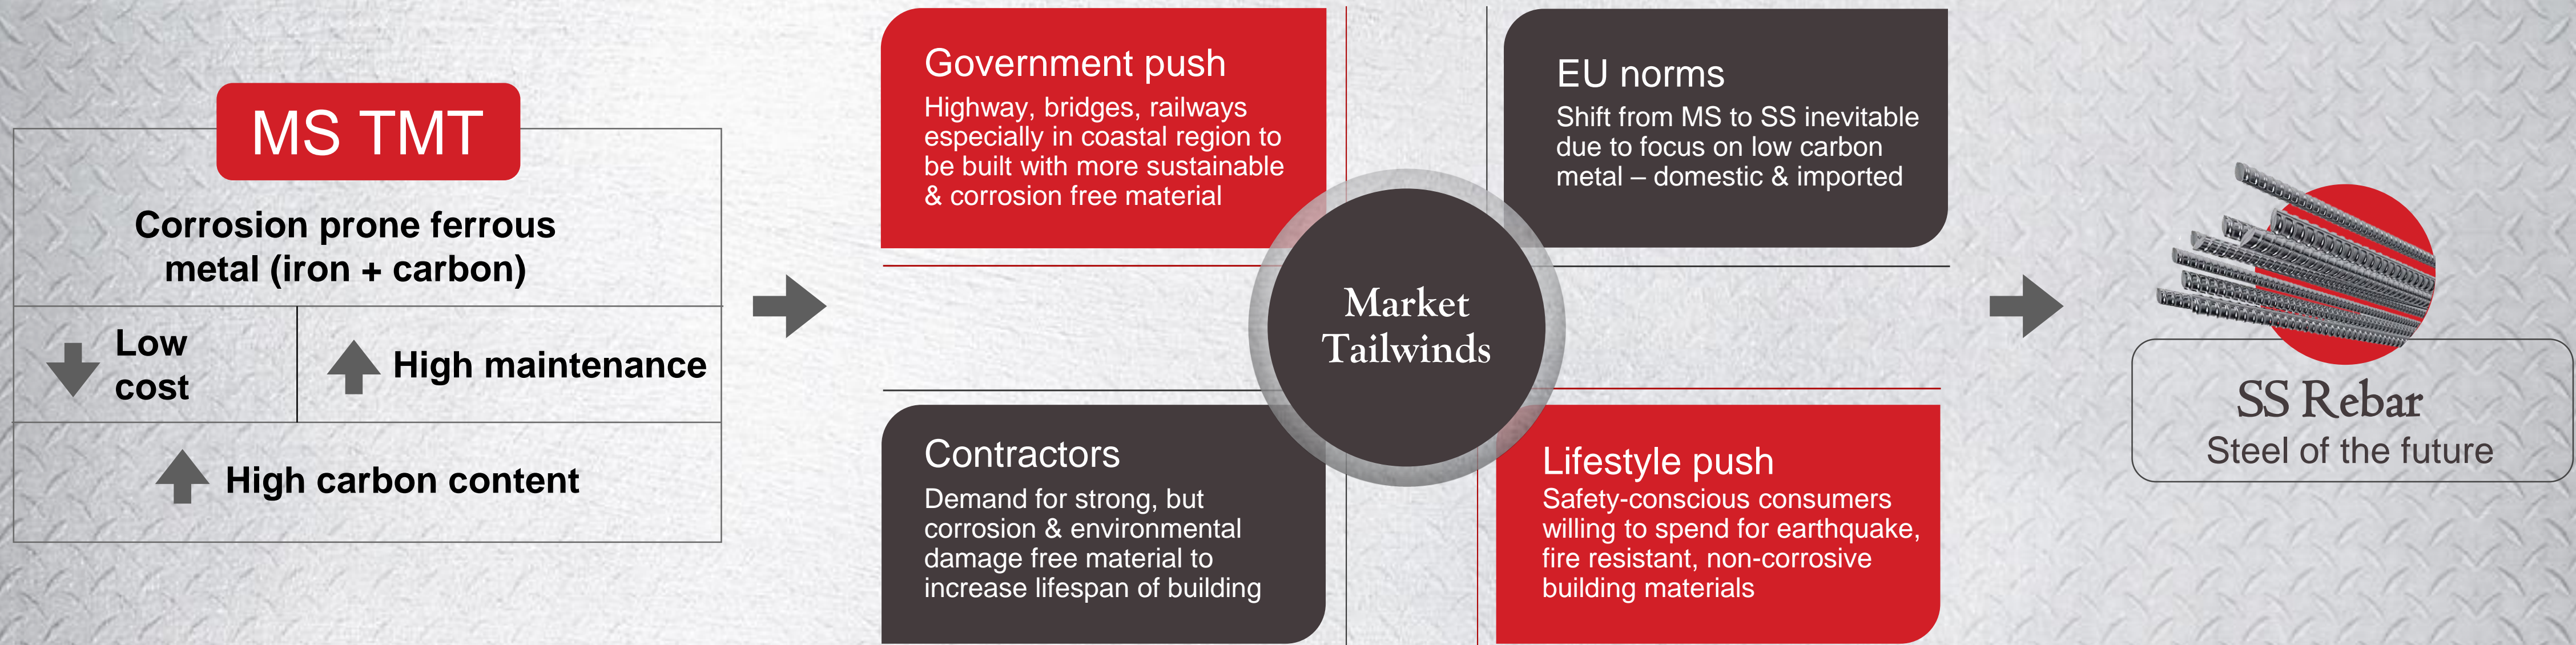 MS TMT
Corrosion prone ferrous
metal (iron + carbon)
Low
cost
High maintenance
High carbon content
Government push
Highway, bridges, railways
especially in coastal region to
be built with more sustainable
& corrosion free material
EU norms
Shift from MS to SS inevitable
due to focus on low carbon
metal – domestic & imported
Market
Tailwinds
Contractors
Demand for strong, but
corrosion & environmental
damage free material to
increase lifespan of building
Lifestyle push
Safety-conscious consumers
willing to spend for earthquake,
fire resistant, non-corrosive
building materials
SS Rebar
Steel of the future